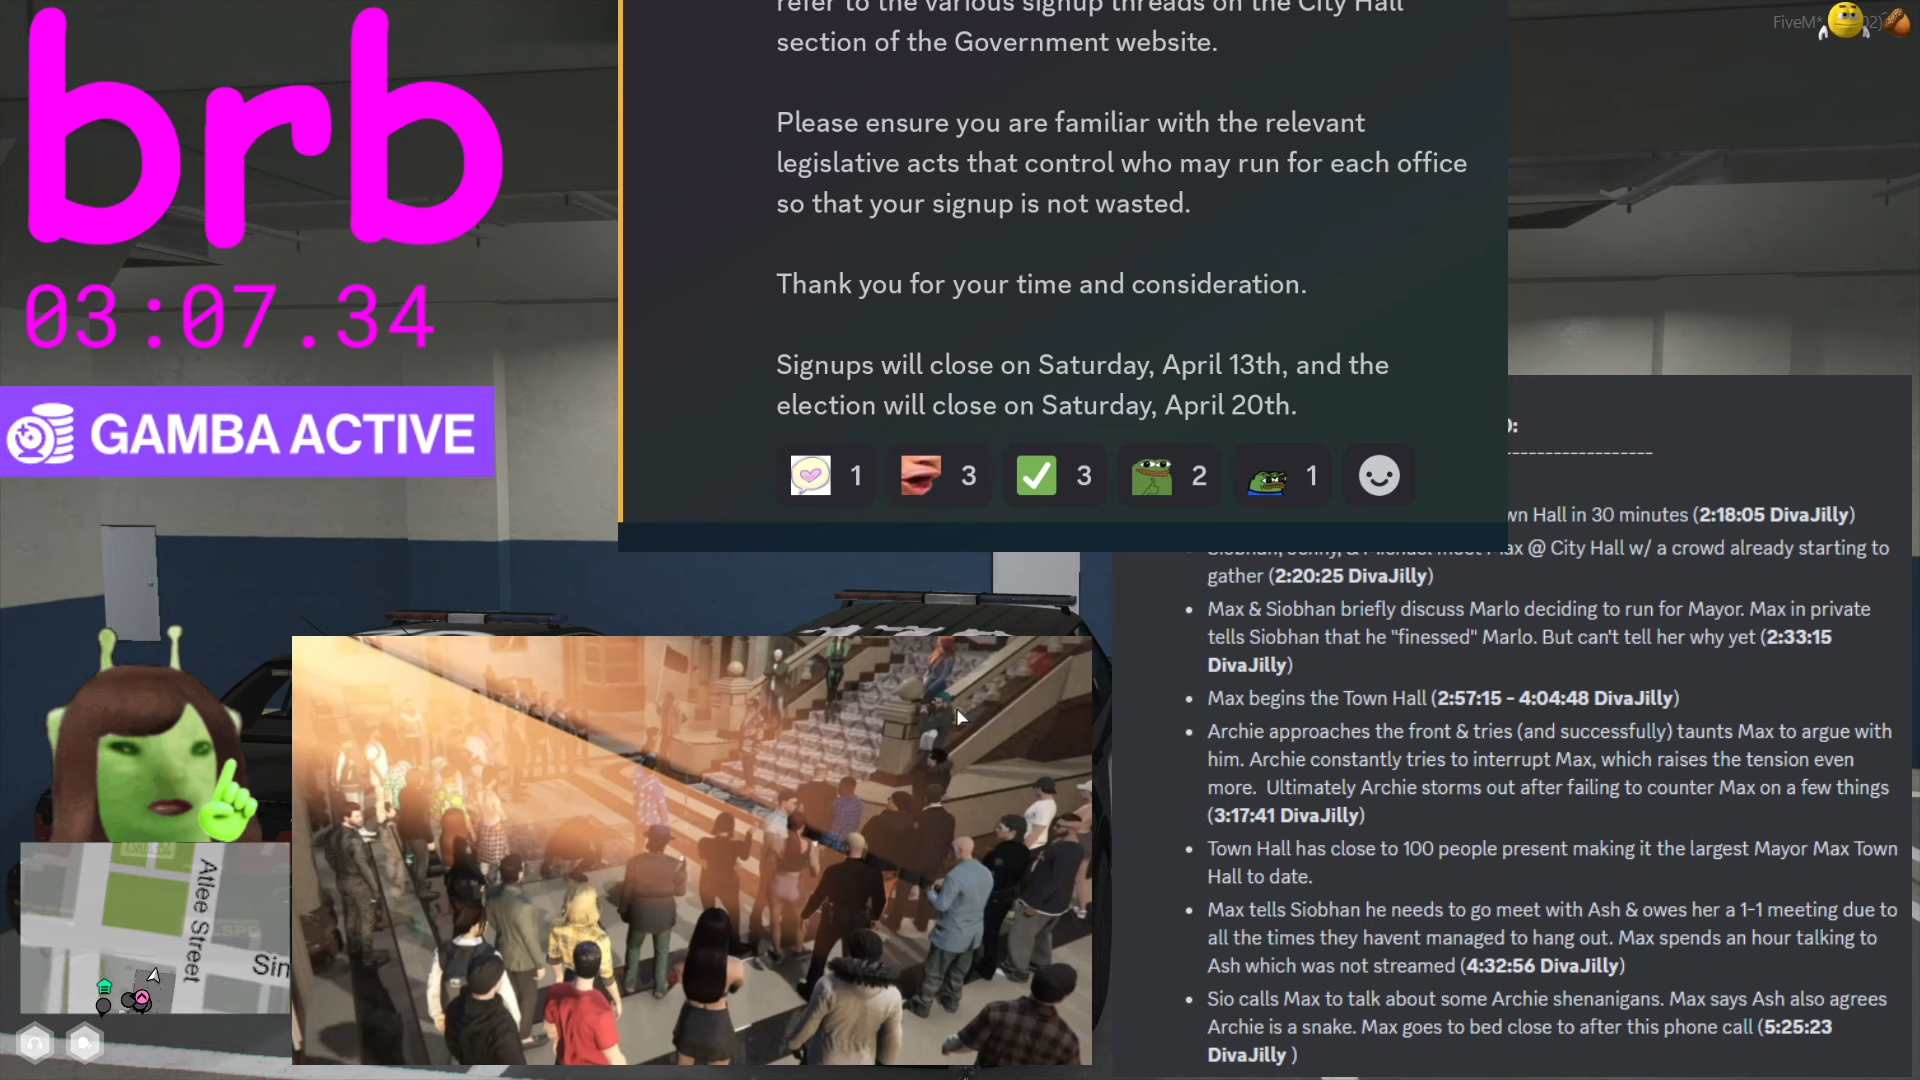 brb
03:07.34
GAMBA ACTIVE
refer to the various signup threads on the City Hall
section of the Government website.
Please ensure you are familiar with the relevant
legislative acts that control who may run for each office
so that your signup is not wasted.
Thank you for your time and consideration.
Signups will close on Saturday, April 13th, and the
election will close on Saturday, April 20th.
1 3 3 2 1
FiveM*
wn Hall in 30 minutes (2:18:05 DivaJilly)
Max @ City Hall w/ a crowd already starting to
gather (2:20:25 DivaJilly)
• Max & Siobhan briefly discuss Marlo deciding to run for Mayor. Max in private
tells Siobhan that he "finessed" Marlo. But can't tell her why yet (2:33:15
DivaJilly)
• Max begins the Town Hall (2:57:15 - 4:04:48 DivaJilly)
• Archie approaches the front & tries (and successfully) taunts Max to argue with
him. Archie constantly tries to interrupt Max, which raises the tension even
more.  Ultimately Archie storms out after failing to counter Max on a few things
(3:17:41 DivaJilly)
• Town Hall has close to 100 people present making it the largest Mayor Max Town
Hall to date.
• Max tells Siobhan he needs to go meet with Ash & owes her a 1-1 meeting due to
all the times they havent managed to hang out. Max spends an hour talking to
Ash which was not streamed (4:32:56 DivaJilly)
• Sio calls Max to talk about some Archie shenanigans. Max says Ash also agrees
Archie is a snake. Max goes to bed close to after this phone call (5:25:23
DivaJilly )
Atlee Street
LSPD
Sin